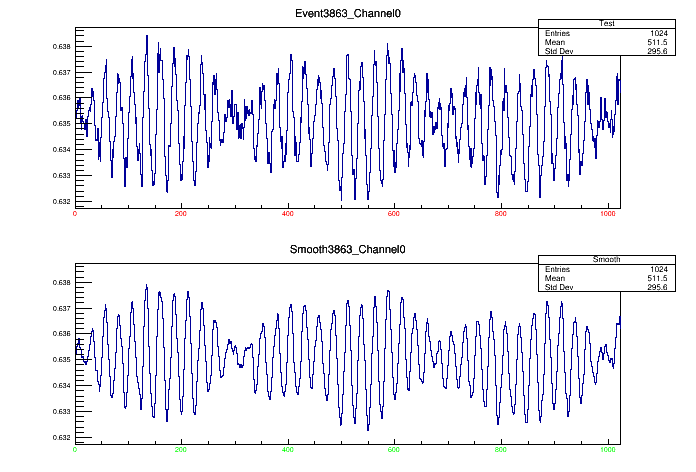 Event3863_Channel0
Test
Entries 1024
Mean 511.5
Std Dev 295.6
0.638
0.637
0.636
0.635
0.634
0.633
0.632
0 200 400 600 800 1000
Smooth3863_Channel0
Smooth
Entries 1024
Mean 511.5
Std Dev 295.6
0.638
0.637
0.636
0.635
0.634
0.633
0.632
0 200 400 600 800 1000